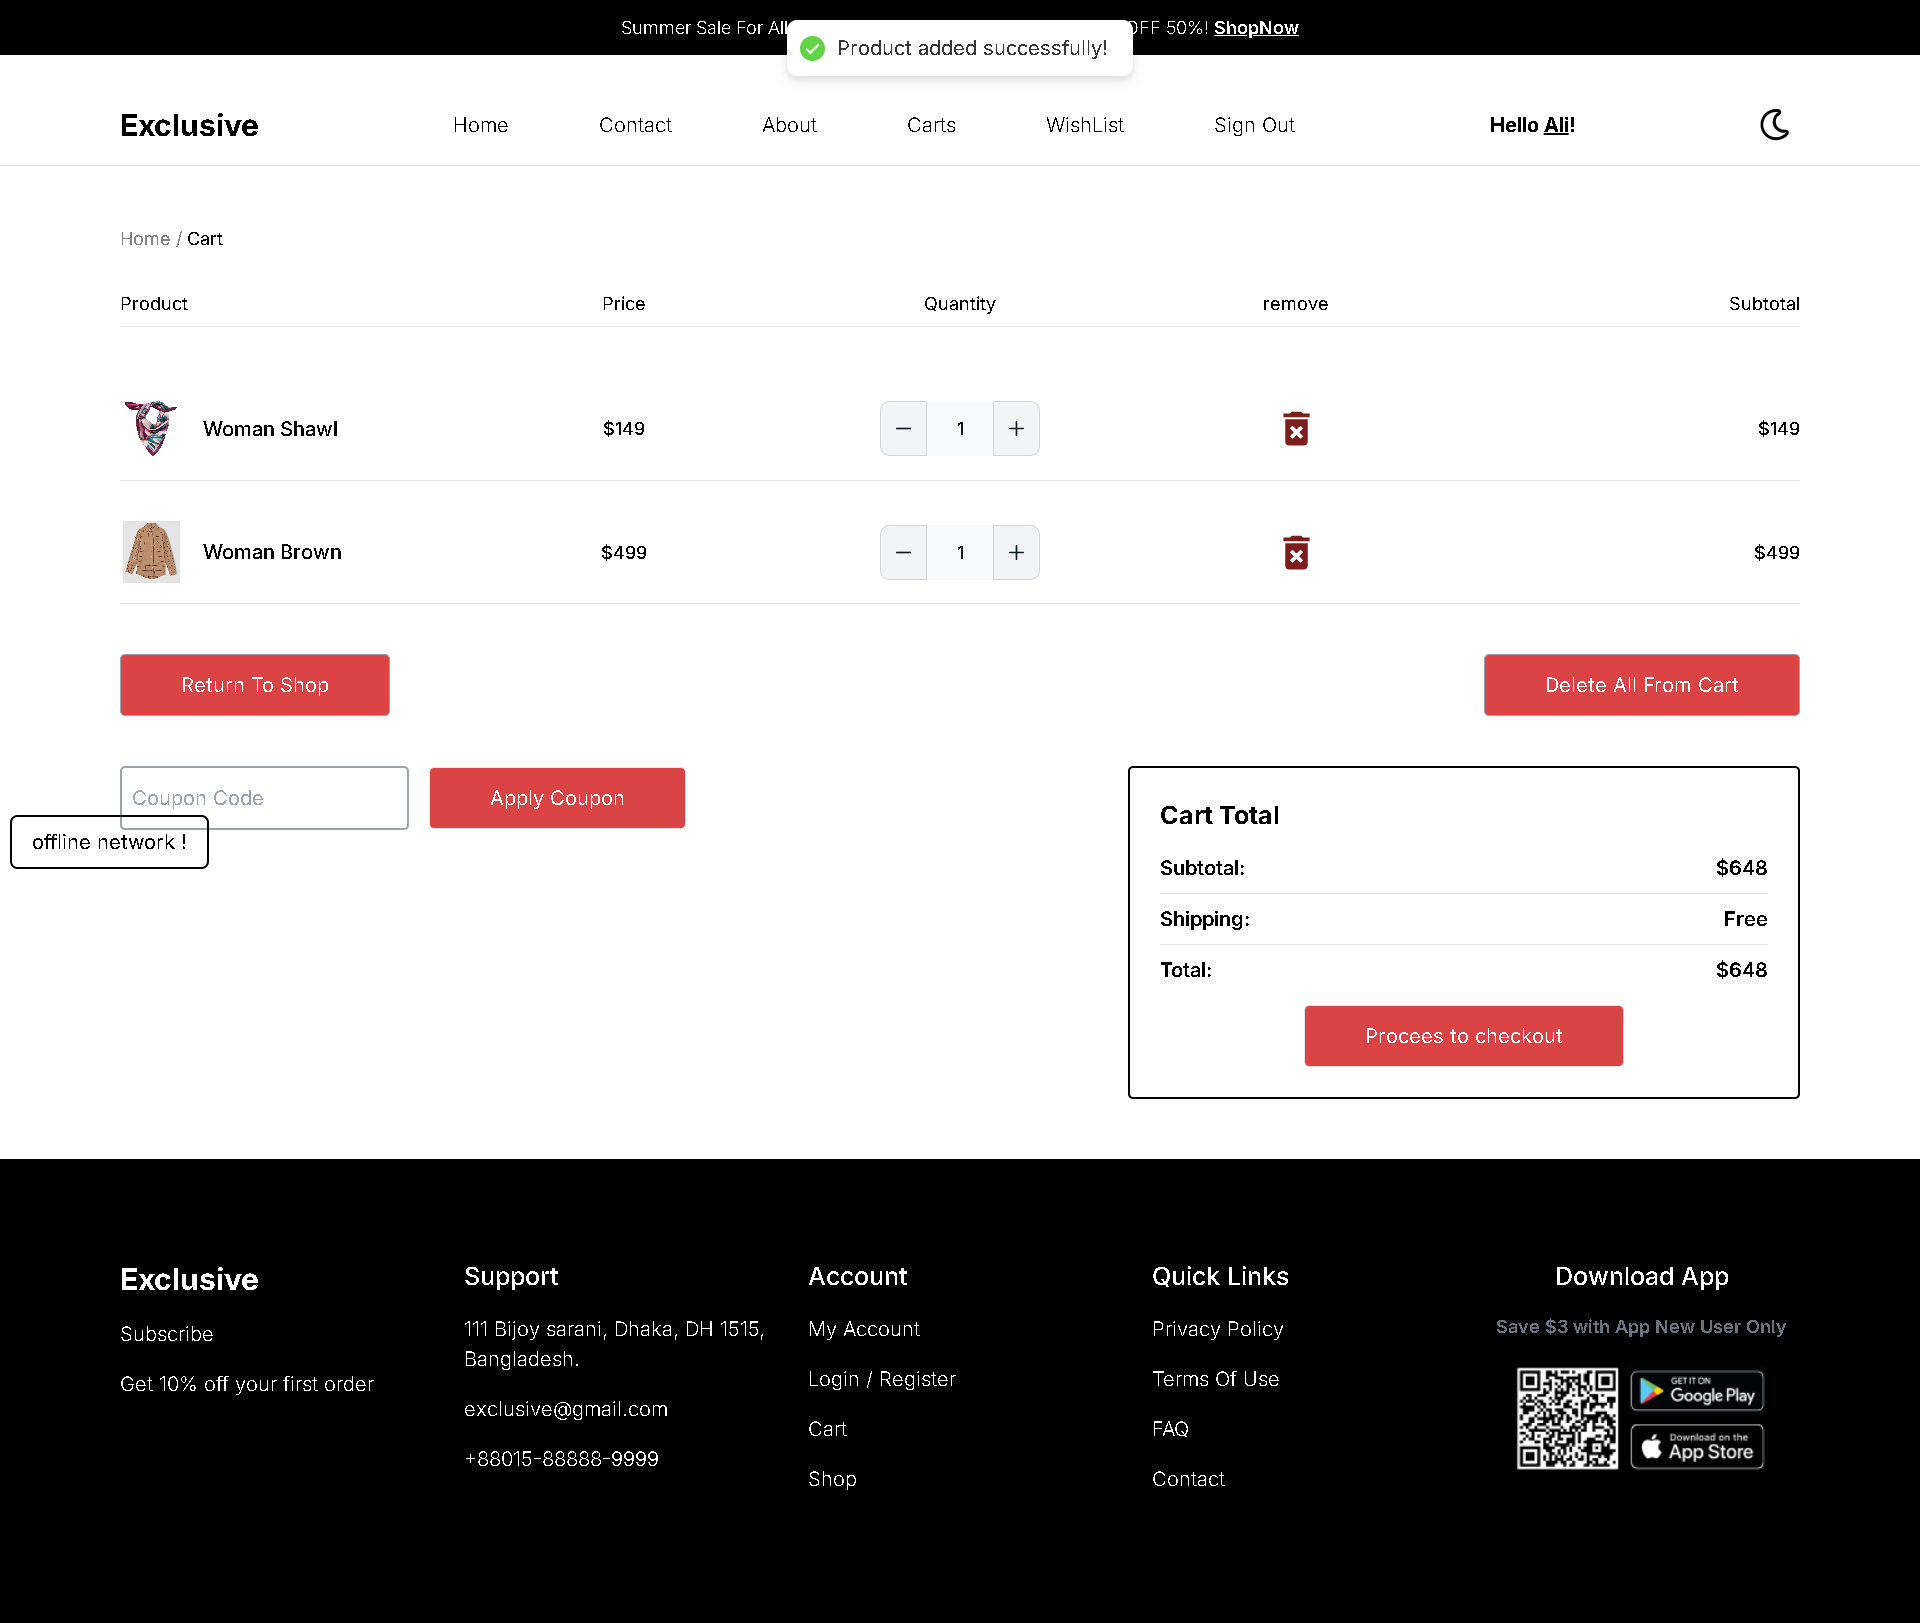 Summer Sale For All OFF 50%! ShopNow
Product added successfully!
Exclusive
Home
Contact
About
Carts
WishList
Sign Out
Hello Ali!
Home / Cart
Product
Price
Quantity
remove
Subtotal
Woman Shawl
$149
1
$149
Woman Brown
$499
1
$499
Return To Shop
Delete All From Cart
Coupon Code
Apply Coupon
offline network !
Cart Total
Subtotal:
$648
Shipping:
Free
Total:
$648
Procees to checkout
Exclusive
Subscribe
Get 10% off your first order
Support
111 Bijoy sarani, Dhaka, DH 1515,
Bangladesh.
exclusive@gmail.com
+88015-88888-9999
Account
My Account
Login / Register
Cart
Shop
Quick Links
Privacy Policy
Terms Of Use
FAQ
Contact
Download App
Save $3 with App New User Only
GET IT ON
Google Play
Download on the
App Store